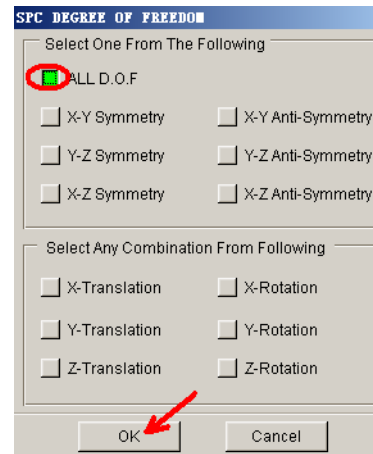 SPC DEGREE OF FREEDOM
Select One From The Following
ALL D.O.F
X-Y Symmetry X-Y Anti-Symmetry
Y-Z Symmetry Y-Z Anti-Symmetry
X-Z Symmetry X-Z Anti-Symmetry
Select Any Combination From Following
X-Translation X-Rotation
Y-Translation Y-Rotation
Z-Translation Z-Rotation
OK Cancel